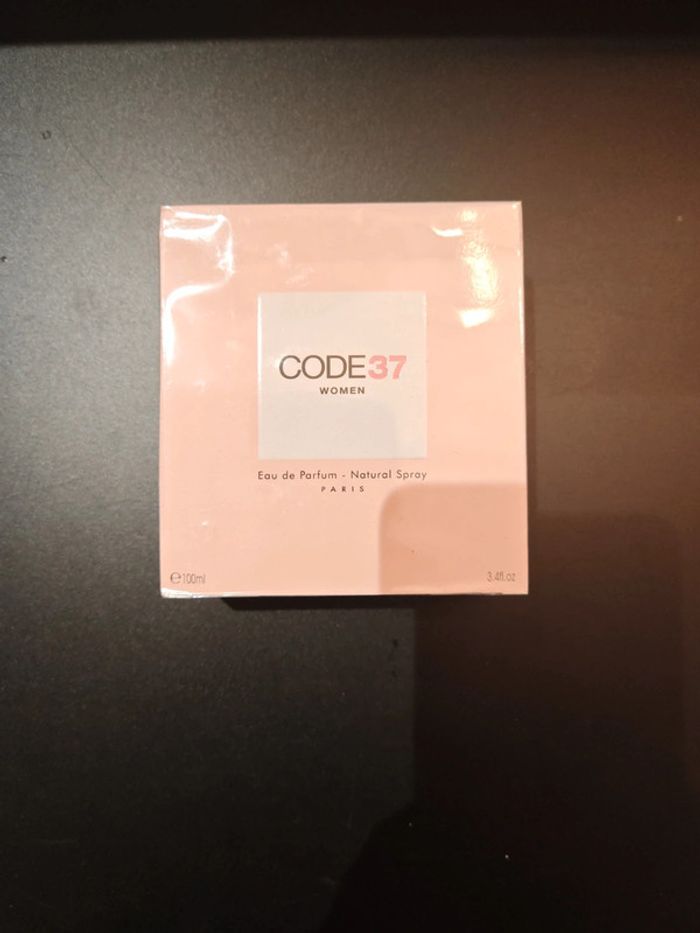 CODE37
WOMEN
Eau de Parfum - Natural Spray
PARIS
℮100ml
3.4fl.oz